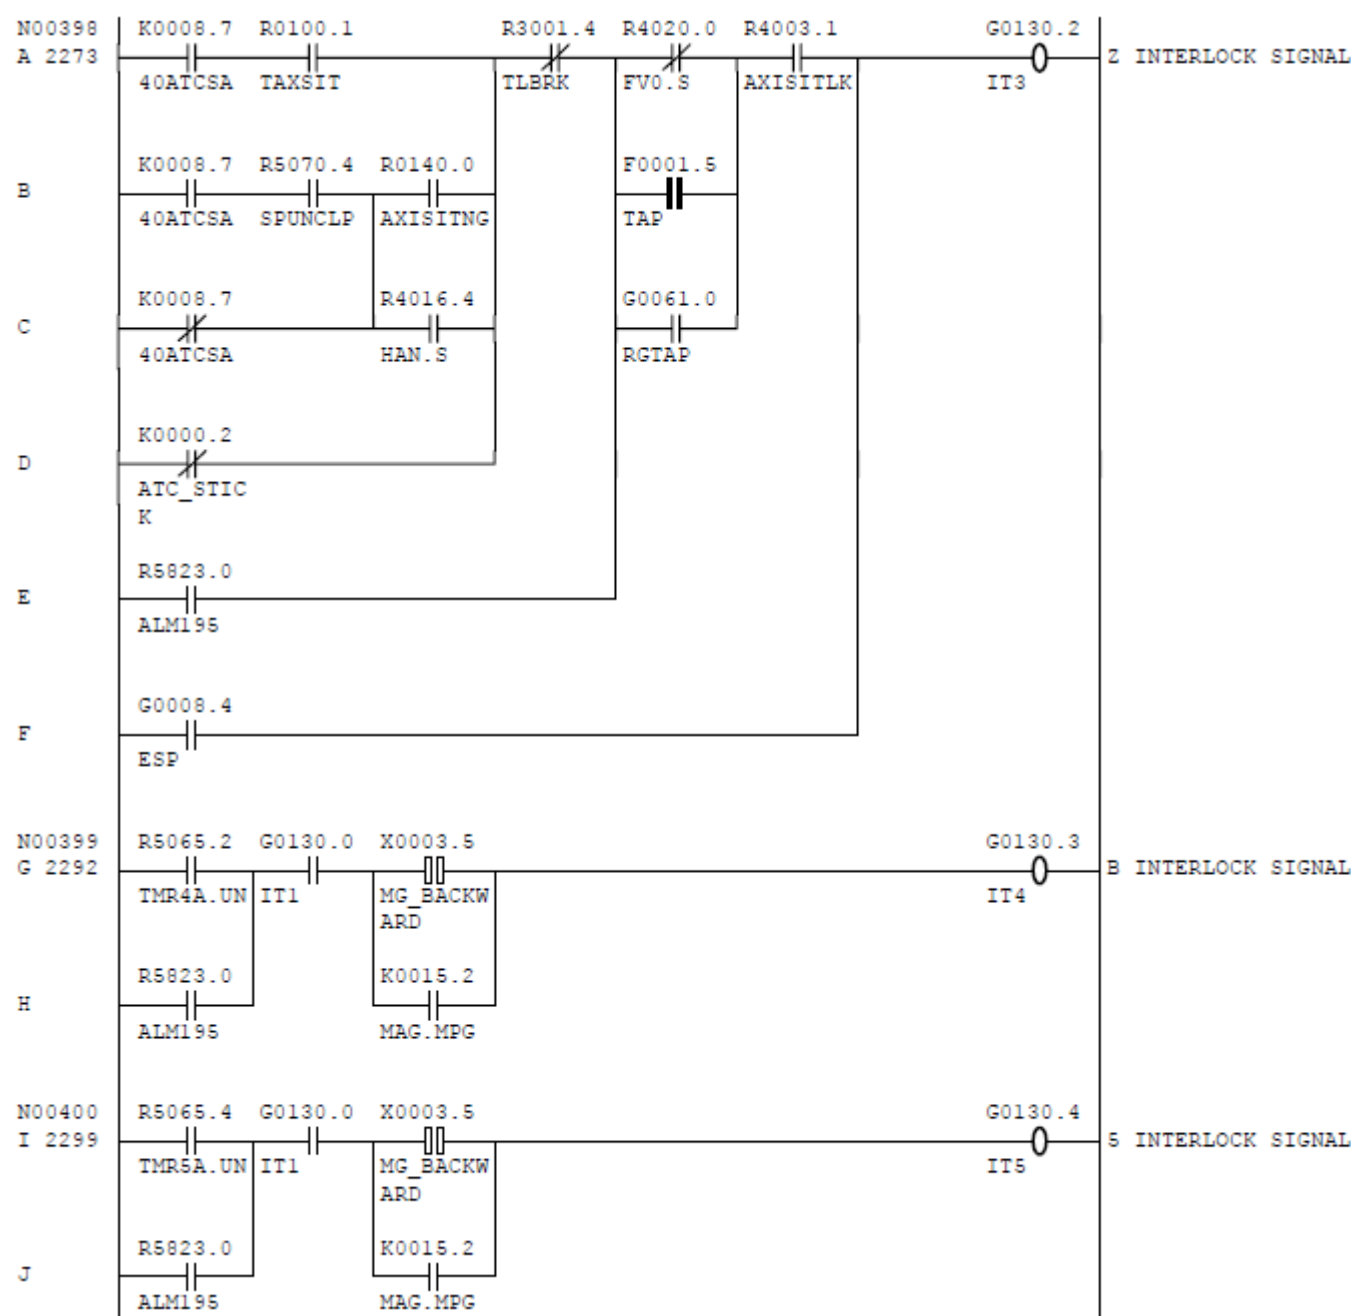 N00398 K0008.7 R0100.1 R3001.4 R4020.0 R4003.1 G0130.2
A 2273 Z INTERLOCK SIGNAL
40ATCSA TAXSIT TLBRK FV0.S AXISITLK IT3
K0008.7 R5070.4 R0140.0 F0001.5
B
40ATCSA SPUNCLP AXISITNG TAP
K0008.7 R4016.4 G0061.0
C
40ATCSA HAN.S RGTAP
K0000.2
D
ATC_STIC
K
R5823.0
E
ALM195
G0008.4
F
ESP
N00399 R5065.2 G0130.0 X0003.5 G0130.3
G 2292 B INTERLOCK SIGNAL
TMR4A.UN IT1 MG_BACKW IT4
ARD
R5823.0 K0015.2
H
ALM195 MAG.MPG
N00400 R5065.4 G0130.0 X0003.5 G0130.4
I 2299 5 INTERLOCK SIGNAL
TMR5A.UN IT1 MG_BACKW IT5
ARD
R5823.0 K0015.2
J
ALM195 MAG.MPG